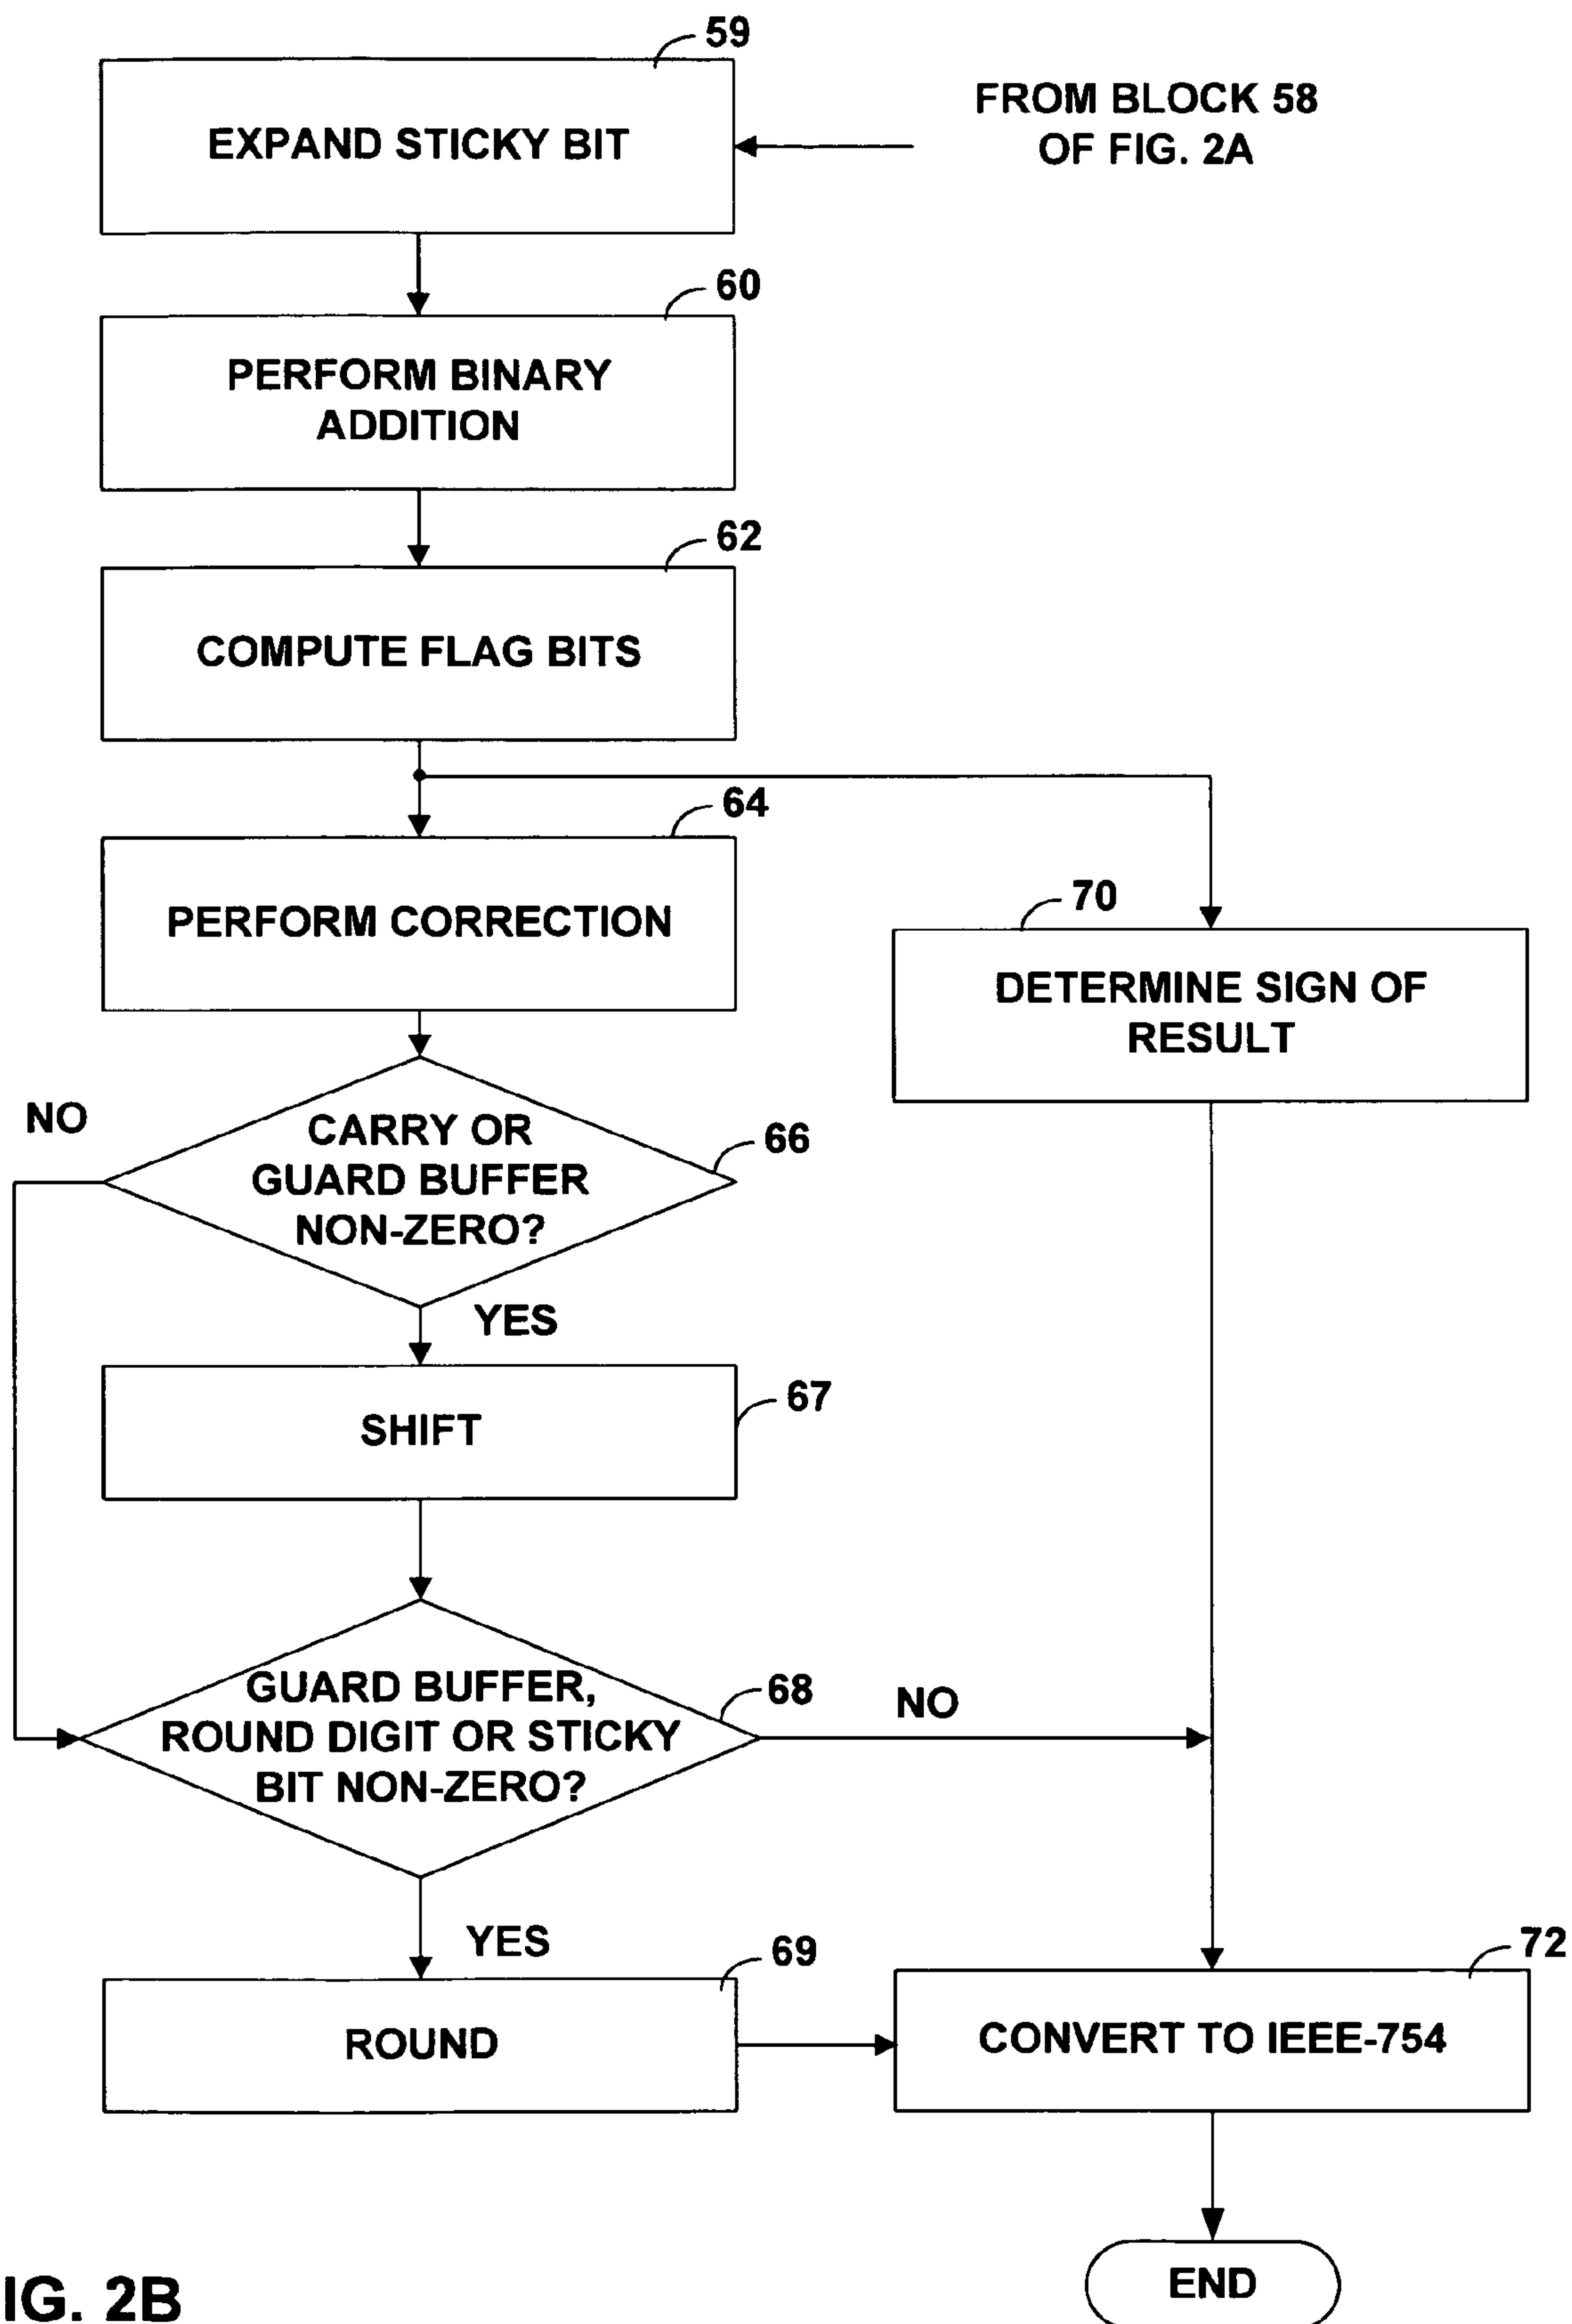 59
EXPAND STICKY BIT
FROM BLOCK 58
OF FIG. 2A
60
PERFORM BINARY
ADDITION
62
COMPUTE FLAG BITS
64
PERFORM CORRECTION
70
DETERMINE SIGN OF
RESULT
NO
CARRY OR
GUARD BUFFER
NON-ZERO?
66
YES
SHIFT
67
GUARD BUFFER,
ROUND DIGIT OR STICKY
BIT NON-ZERO?
68
NO
YES
69
ROUND
72
CONVERT TO IEEE-754
END
IG. 2B